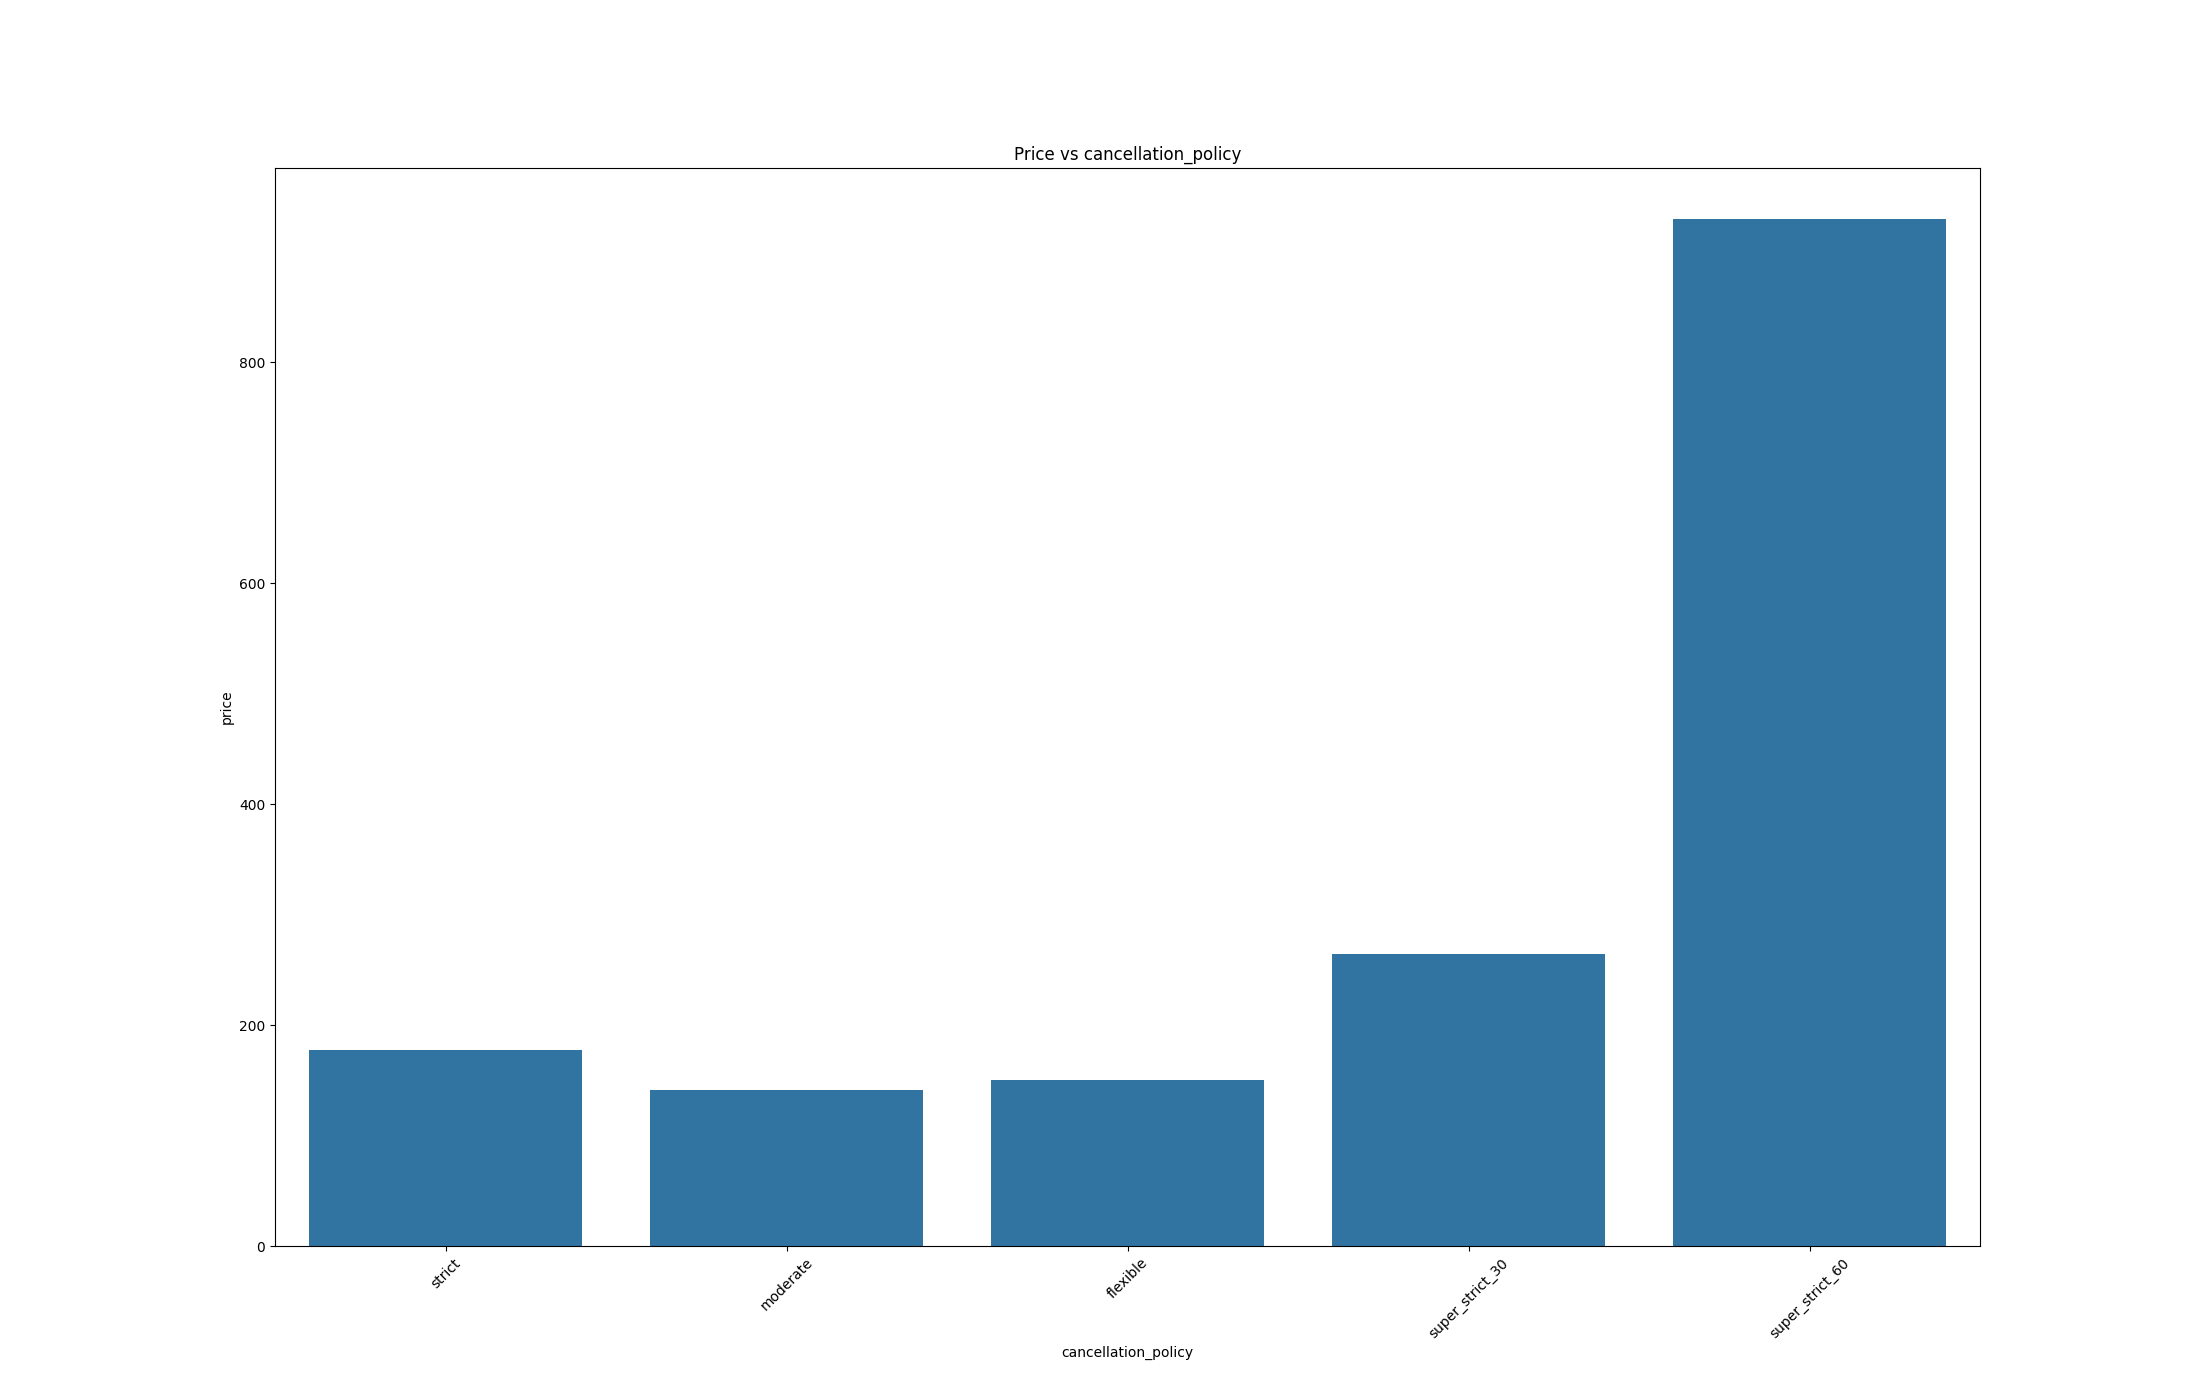 Price vs cancellation_policy
800
600
400
200
0
price
strict
moderate
flexible
super_strict_30
super_strict_60
cancellation_policy